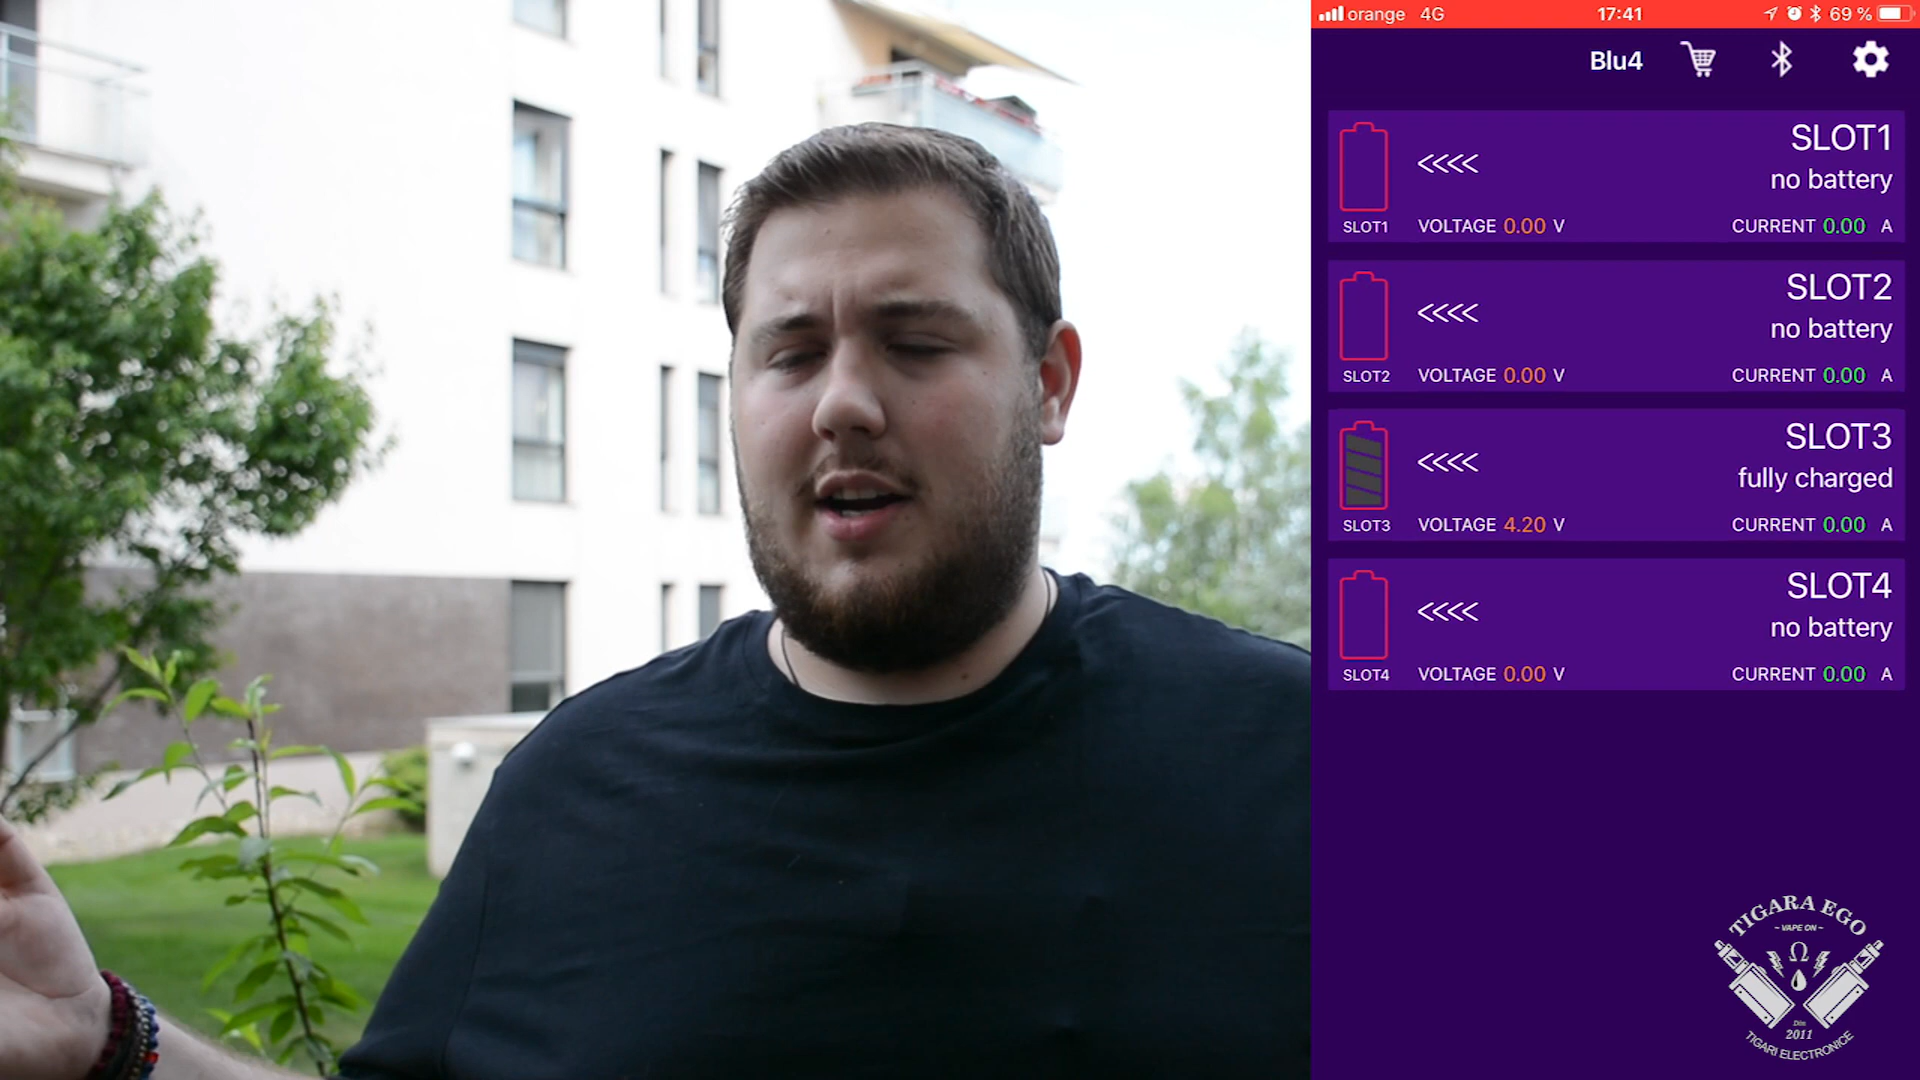 orange 4G 17:41 69 %
Blu4
SLOT1
no battery
SLOT1 VOLTAGE 0.00 V CURRENT 0.00 A
SLOT2
no battery
SLOT2 VOLTAGE 0.00 V CURRENT 0.00 A
SLOT3
fully charged
SLOT3 VOLTAGE 4.20 V CURRENT 0.00 A
SLOT4
no battery
SLOT4 VOLTAGE 0.00 V CURRENT 0.00 A
TIGARA EGO
~ VAPE ON ~
Ω
Din
2011
TIGARI ELECTRONICE